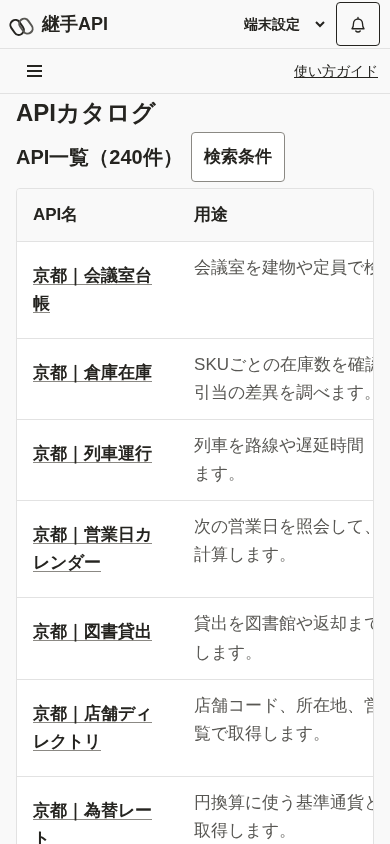 継手API
端末設定
使い方ガイド
APIカタログ
API一覧（240件）
検索条件
API名
用途
京都｜会議室台
帳
会議室を建物や定員で
京都｜倉庫在庫
SKUごとの在庫数を確
引当の差異を調べます。
京都｜列車運行
列車を路線や遅延時間
ます。
京都｜営業日カ
レンダー
次の営業日を照会して、
計算します。
京都｜図書貸出
貸出を図書館や返却まで
します。
京都｜店舗ディ
レクトリ
店舗コード、所在地、
覧で取得します。
京都｜為替レー
ト
円換算に使う基準通貨と
取得します。